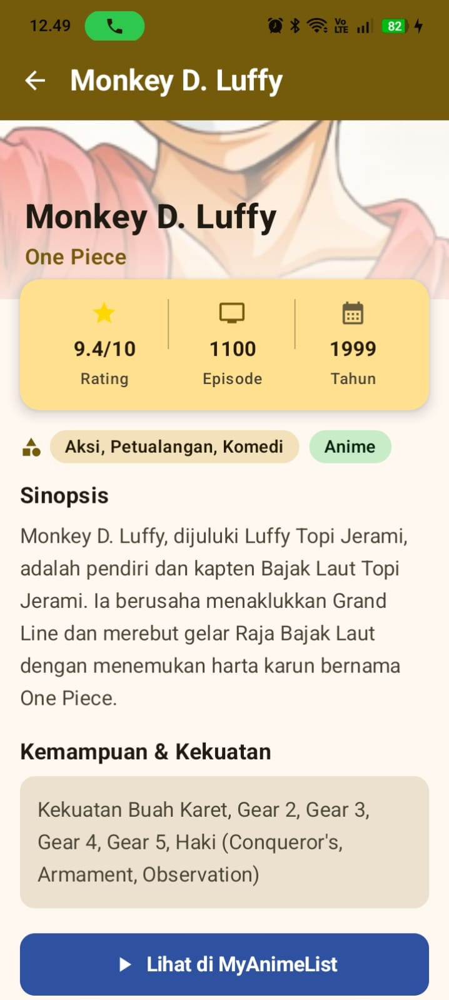 12.49
Vo
LTE
82
Monkey D. Luffy
Monkey D. Luffy
One Piece
9.4/10
1100
1999
Rating
Episode
Tahun
Aksi, Petualangan, Komedi
Anime
Sinopsis
Monkey D. Luffy, dijuluki Luffy Topi Jerami,
adalah pendiri dan kapten Bajak Laut Topi
Jerami. Ia berusaha menaklukkan Grand
Line dan merebut gelar Raja Bajak Laut
dengan menemukan harta karun bernama
One Piece.
Kemampuan & Kekuatan
Kekuatan Buah Karet, Gear 2, Gear 3,
Gear 4, Gear 5, Haki (Conqueror's,
Armament, Observation)
Lihat di MyAnimeList